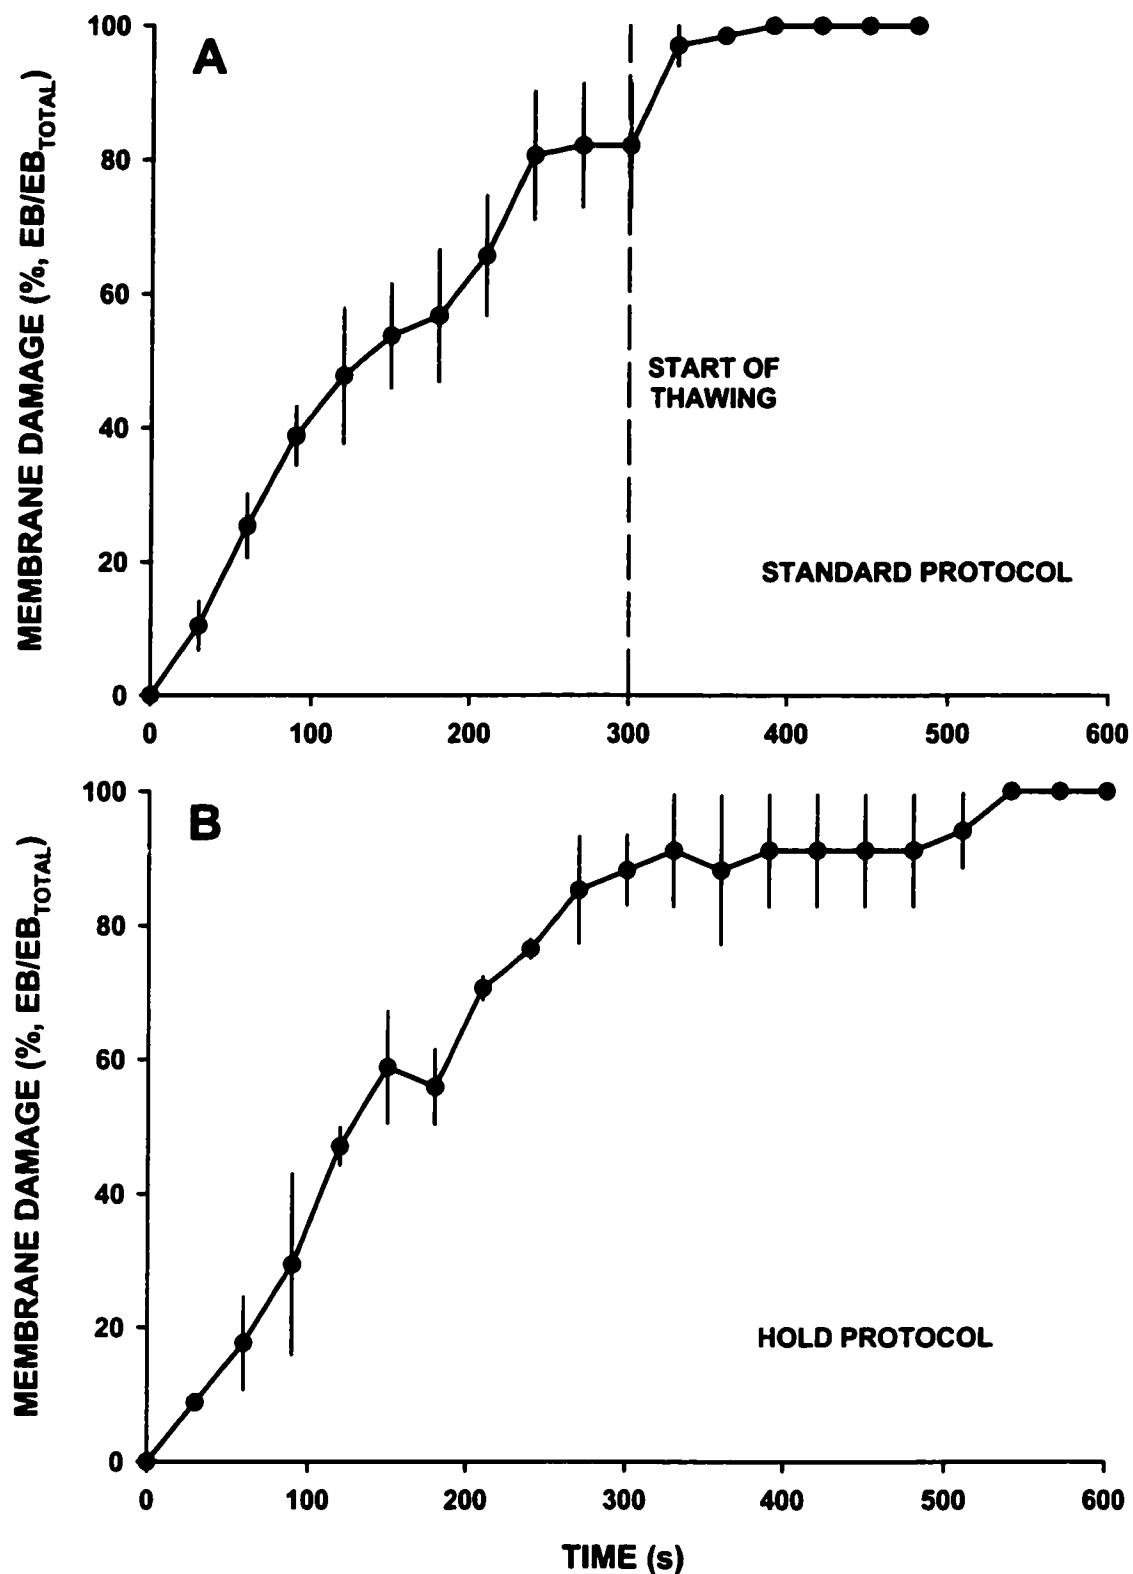 A
MEMBRANE DAMAGE (%, EB/EBTOTAL)
100
80
60
40
20
0
START OF
THAWING
STANDARD PROTOCOL
0 100 200 300 400 500 600
B
MEMBRANE DAMAGE (%, EB/EBTOTAL)
100
80
60
40
20
0
HOLD PROTOCOL
0 100 200 300 400 500 600
TIME (s)